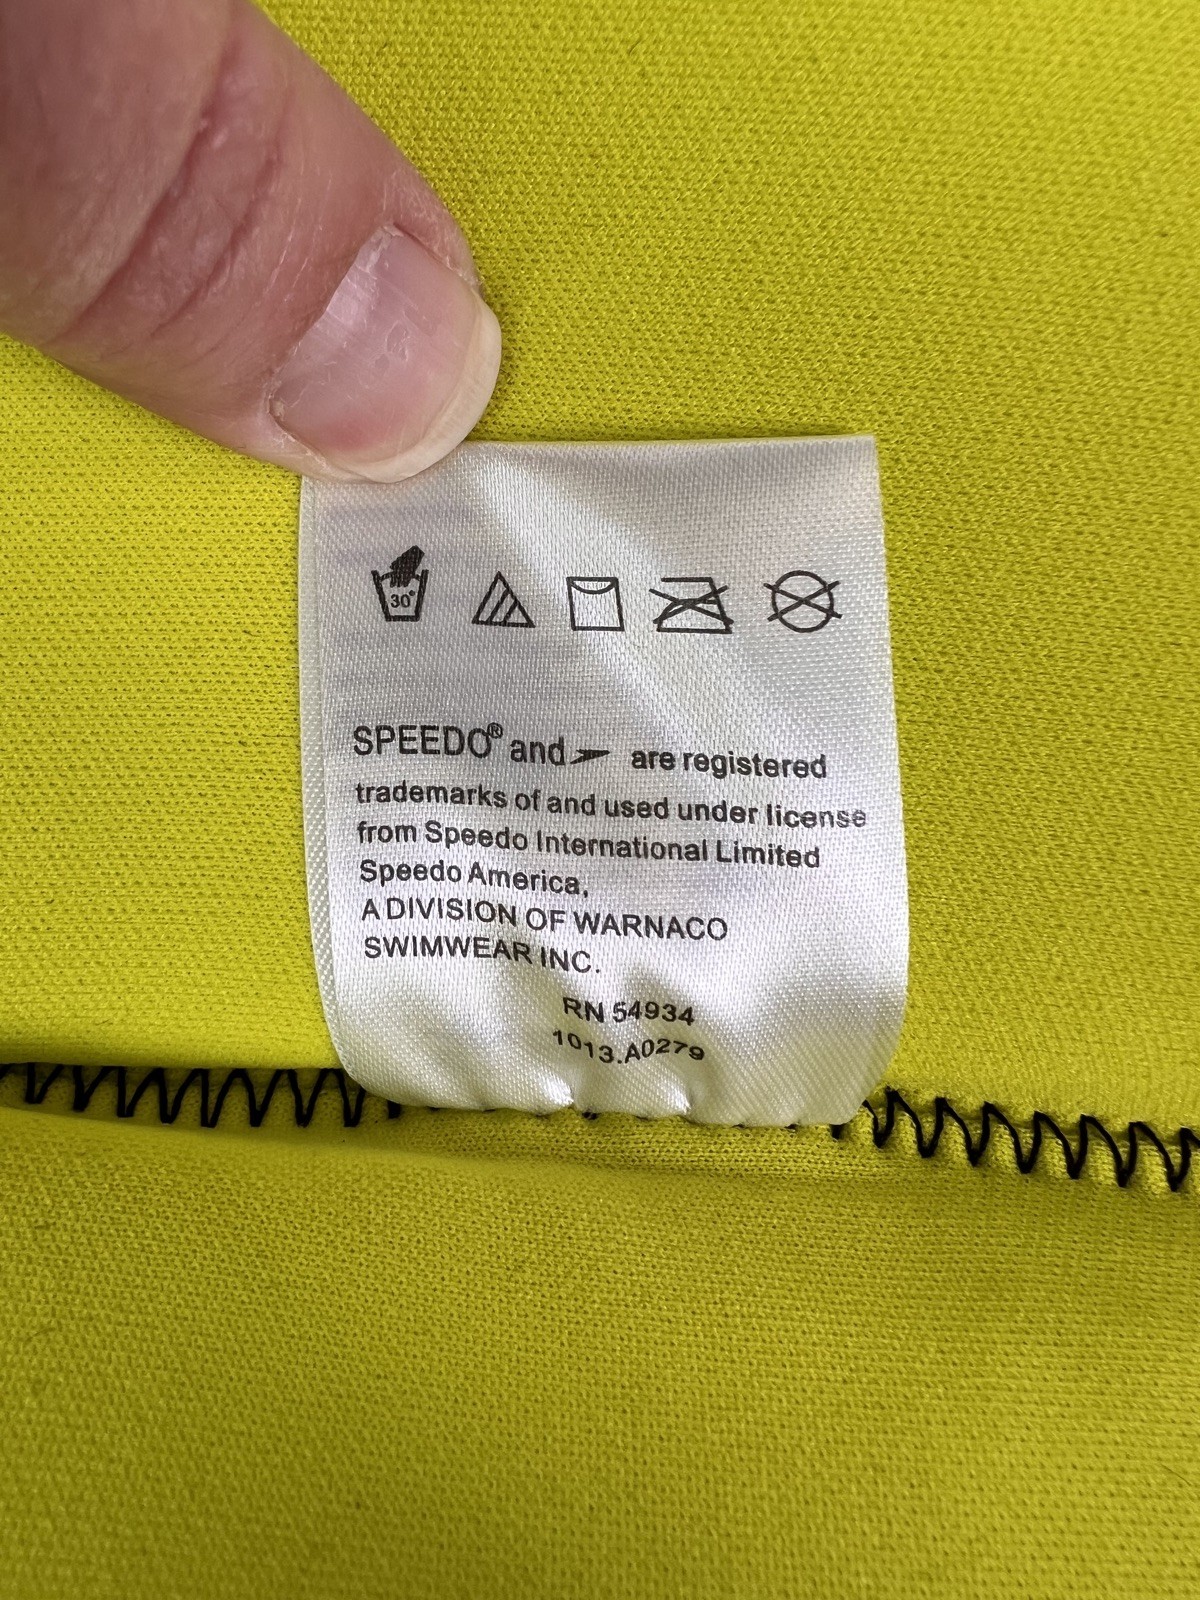 30°
SPEEDO® and are registered
trademarks of and used under license
from Speedo International Limited
Speedo America,
A DIVISION OF WARNACO
SWIMWEAR INC.
RN 54934
1013.A0279